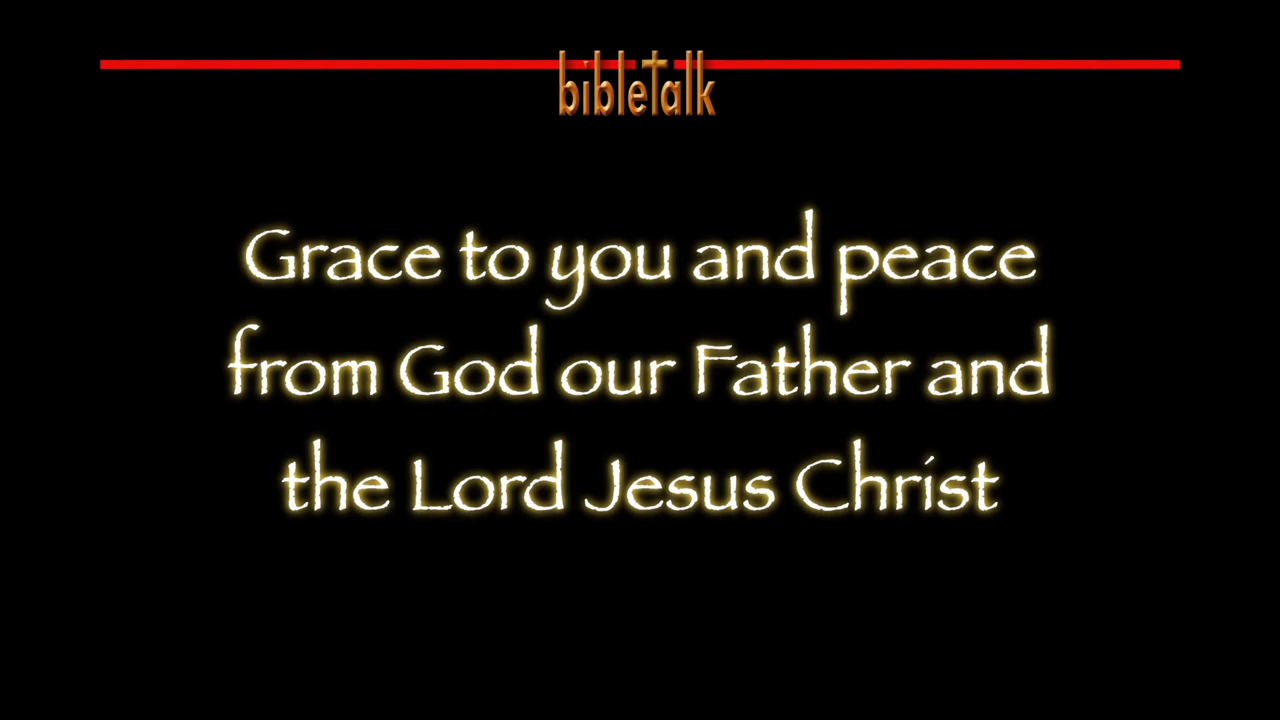 bibleTalk
Grace to you and peace
from God our Father and
the Lord Jesus Christ